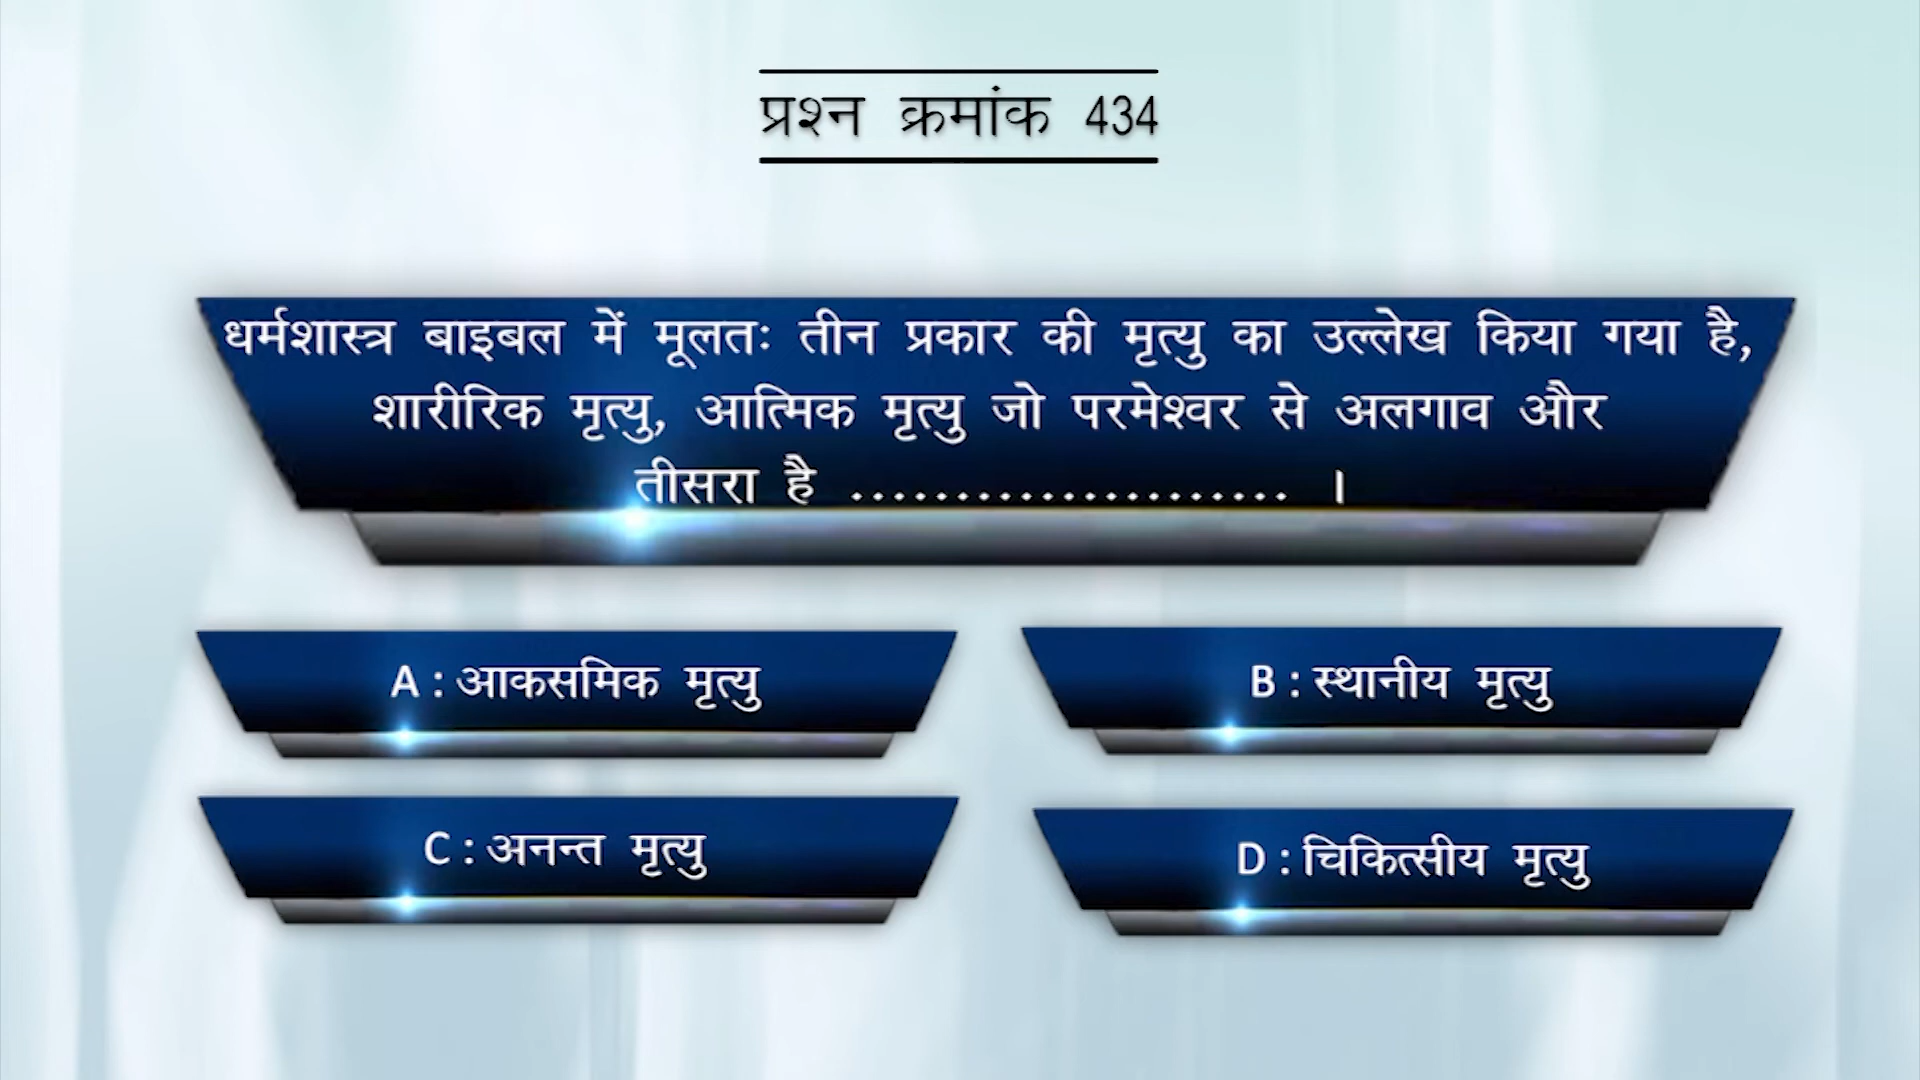 प्रश्न क्रमांक 434
धर्मशास्त्र बाइबल में मूलतः तीन प्रकार की मृत्यु का उल्लेख किया गया है,
शारीरिक मृत्यु, आत्मिक मृत्यु जो परमेश्वर से अलगाव और
तीसरा है ..................... ।
A : आकसमिक मृत्यु
B : स्थानीय मृत्यु
C : अनन्त मृत्यु
D : चिकित्सीय मृत्यु